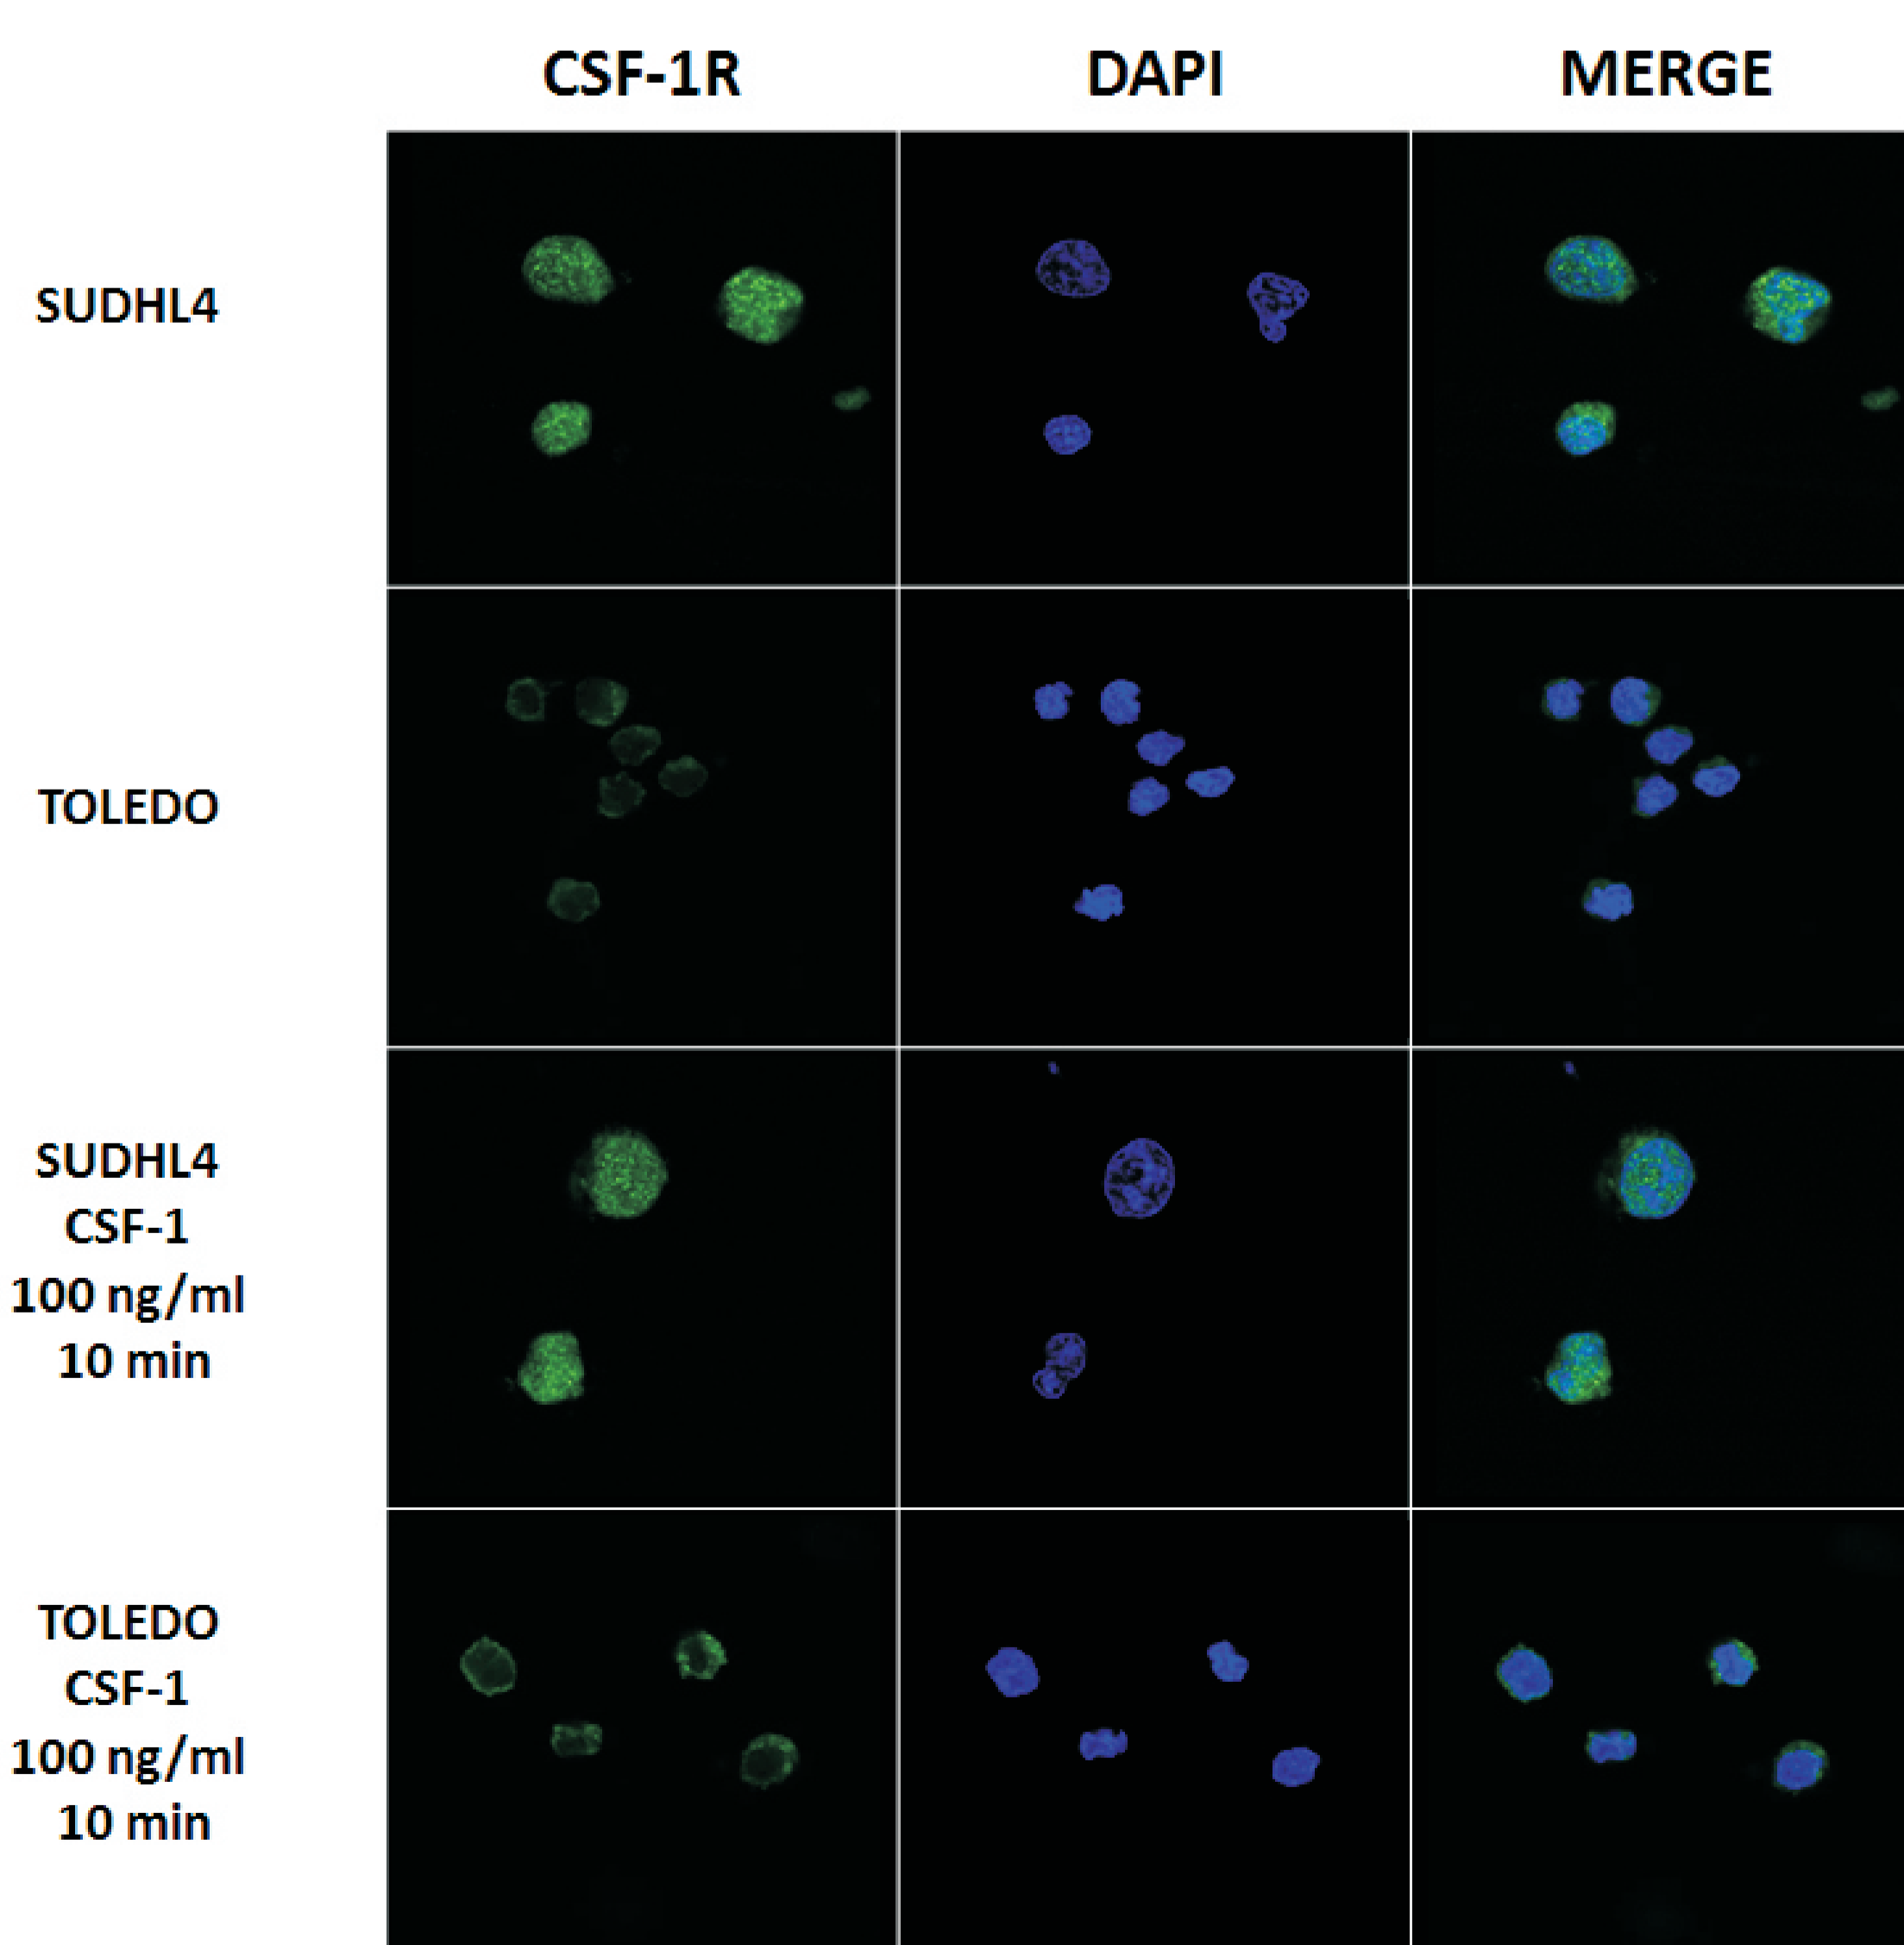 CSF-1R DAPI MERGE
SUDHL4
TOLEDO
SUDHL4
CSF-1
100 ng/ml
10 min
TOLEDO
CSF-1
100 ng/ml
10 min